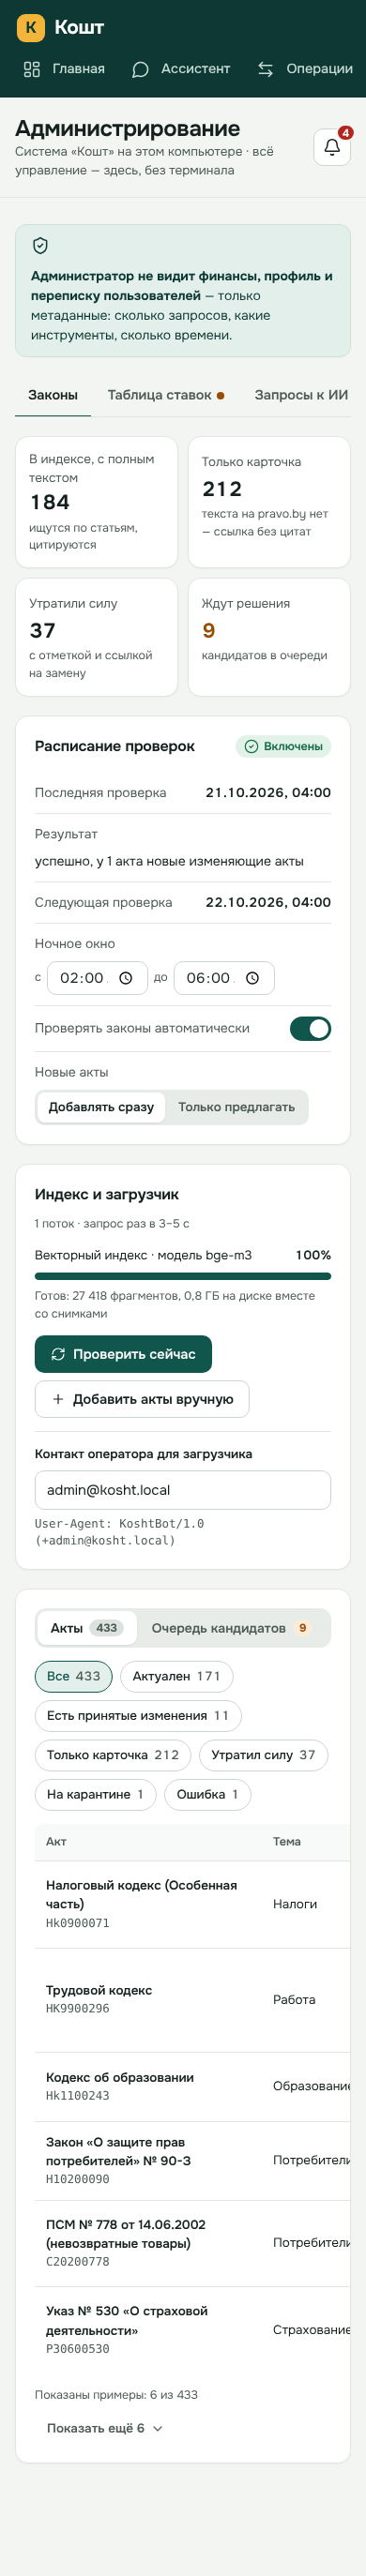 К Кошт
Главная Ассистент Операции
Администрирование
Система «Кошт» на этом компьютере · всё
управление — здесь, без терминала
4
Администратор не видит финансы, профиль и
переписку пользователей — только
метаданные: сколько запросов, какие
инструменты, сколько времени.
Законы Таблица ставок Запросы к ИИ
В индексе, с полным
текстом
184
ищутся по статьям,
цитируются
Только карточка
212
текста на pravo.by нет
— ссылка без цитат
Утратили силу
37
с отметкой и ссылкой
на замену
Ждут решения
9
кандидатов в очереди
Расписание проверок Включены
Последняя проверка 21.10.2026, 04:00
Результат
успешно, у 1 акта новые изменяющие акты
Следующая проверка 22.10.2026, 04:00
Ночное окно
с 02:00 до 06:00
Проверять законы автоматически
Новые акты
Добавлять сразу Только предлагать
Индекс и загрузчик
1 поток · запрос раз в 3–5 с
Векторный индекс · модель bge-m3 100%
Готов: 27 418 фрагментов, 0,8 ГБ на диске вместе
со снимками
Проверить сейчас
Добавить акты вручную
Контакт оператора для загрузчика
admin@kosht.local
User-Agent: KoshtBot/1.0
(+admin@kosht.local)
Акты 433 Очередь кандидатов 9
Все 433 Актуален 171
Есть принятые изменения 11
Только карточка 212 Утратил силу 37
На карантине 1 Ошибка 1
Акт Тема
Налоговый кодекс (Особенная
часть)
Hk0900071
Налоги
Трудовой кодекс
HK9900296
Работа
Кодекс об образовании
Hk1100243
Образование
Закон «О защите прав
потребителей» № 90-З
H10200090
Потребители
ПСМ № 778 от 14.06.2002
(невозвратные товары)
C20200778
Потребители
Указ № 530 «О страховой
деятельности»
P30600530
Страхование
Показаны примеры: 6 из 433
Показать ещё 6